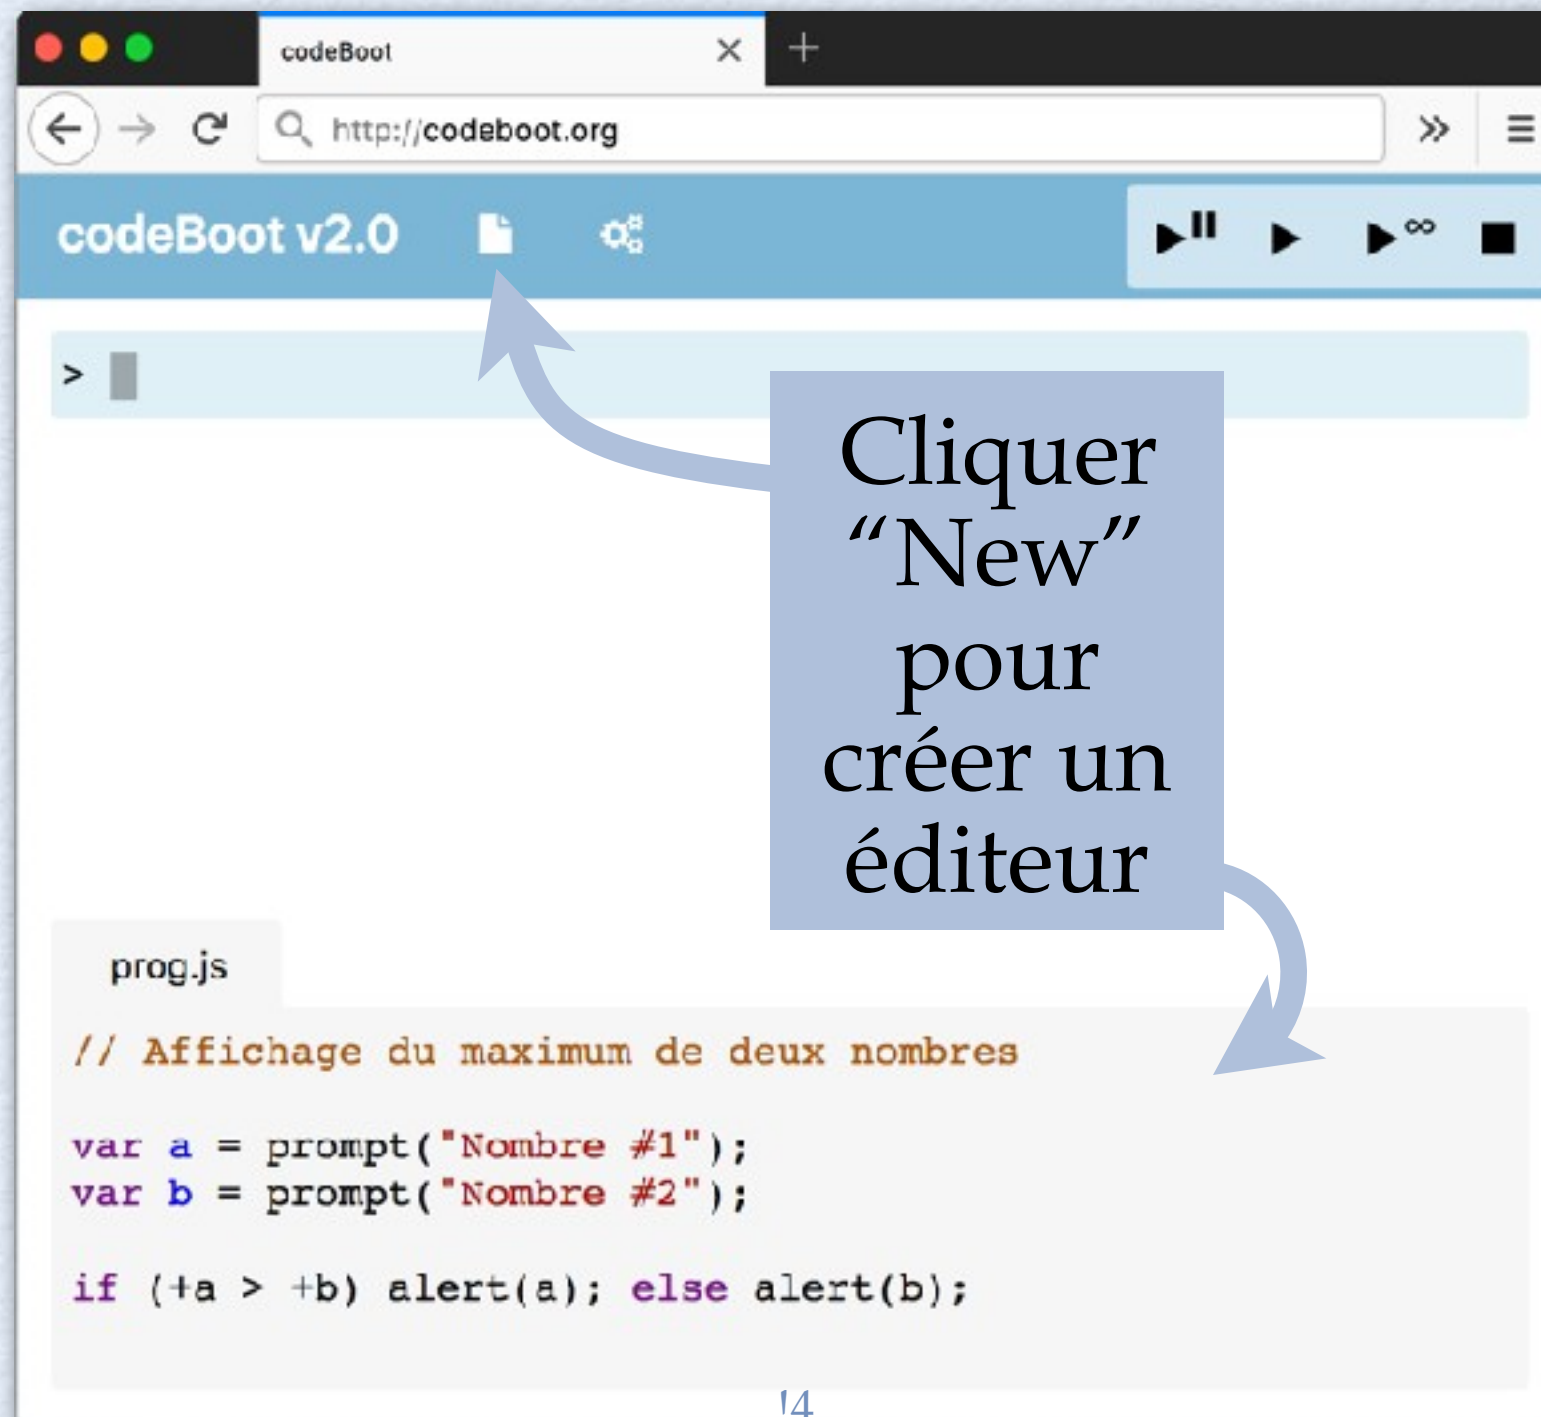 codeBoot
http://codeboot.org
codeBoot v2.0
>
Cliquer
“New”
pour
créer un
éditeur
prog.js
// Affichage du maximum de deux nombres
var a = prompt("Nombre #1");
var b = prompt("Nombre #2");
if (+a > +b) alert(a); else alert(b);